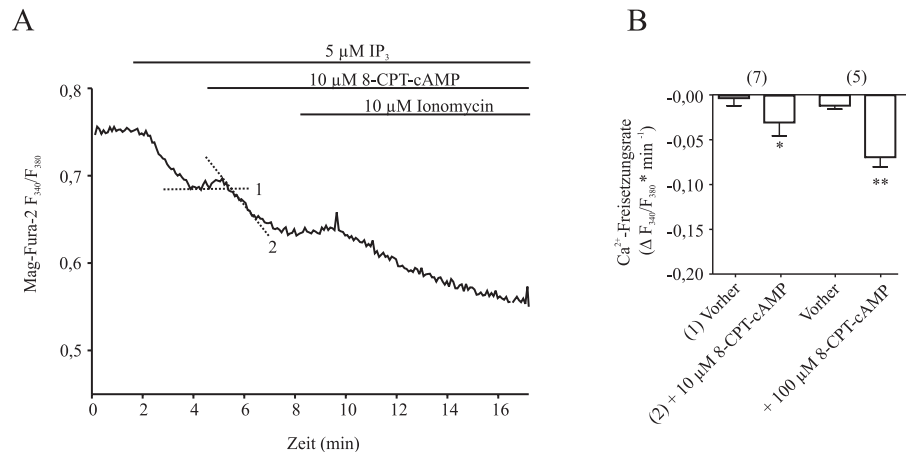 A
5 µM IP3
10 µM 8-CPT-cAMP
10 µM Ionomycin
0,8
0,7
0,6
0,5
Mag-Fura-2 F340/F380
1
2
0 2 4 6 8 10 12 14 16
Zeit (min)
B
(7) (5)
-0,00
-0,05
-0,10
-0,15
-0,20
Ca2+-Freisetzungsrate
(Δ F340/F380 * min -1)
*
**
(1) Vorher
(2) + 10 µM 8-CPT-cAMP
Vorher
+ 100 µM 8-CPT-cAMP